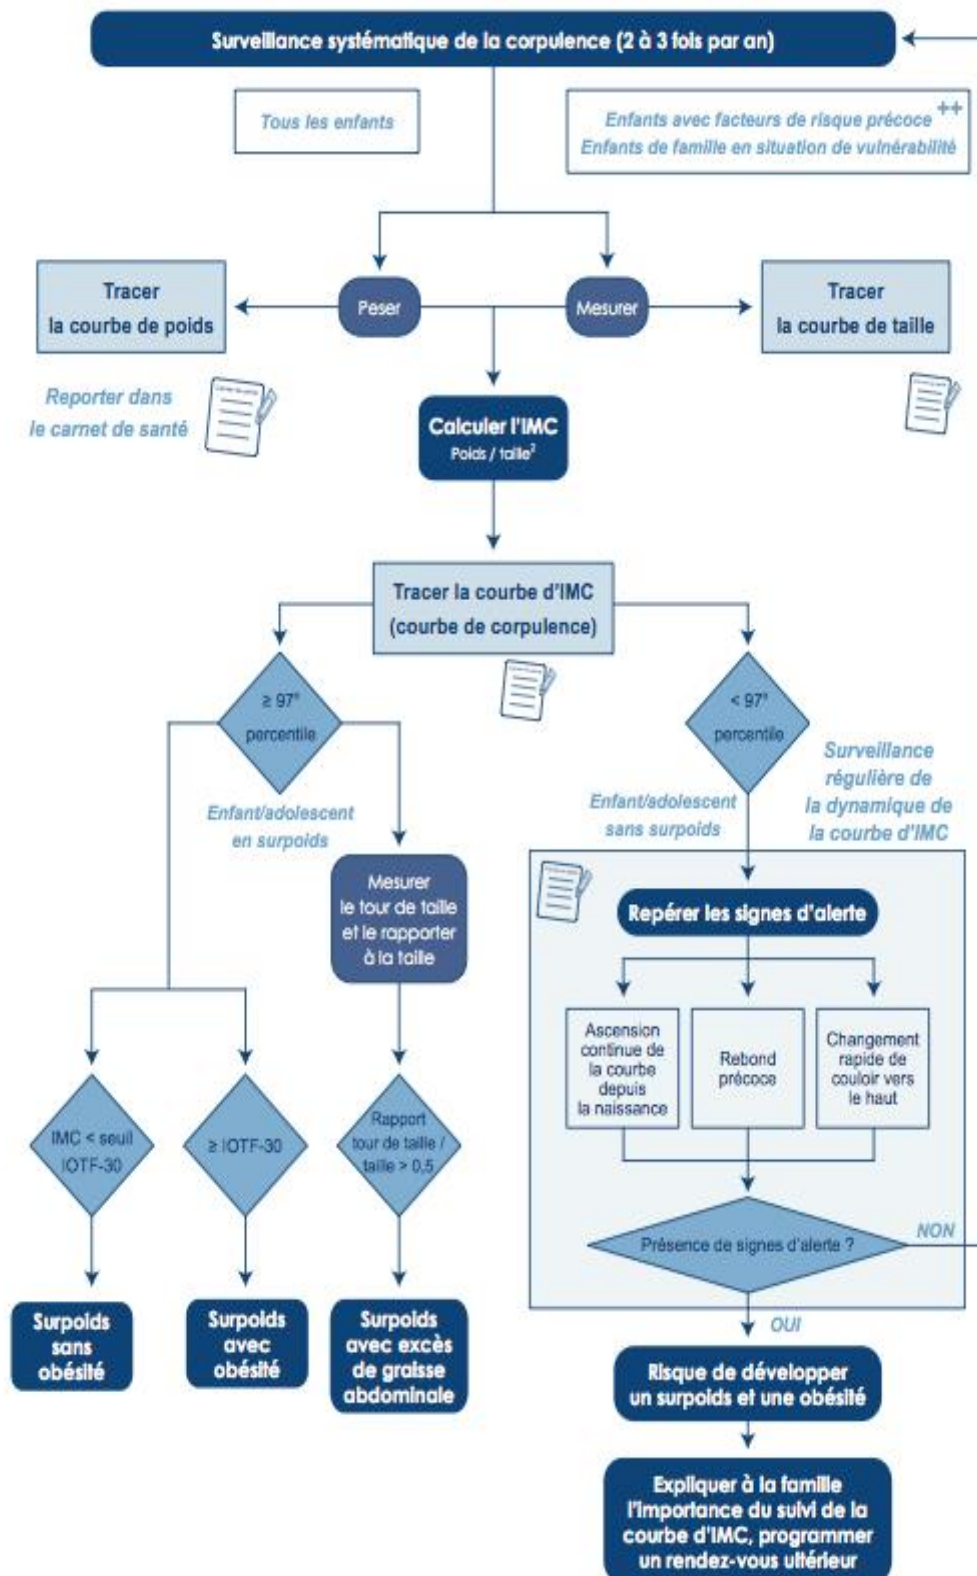 Surveillance systématique de la corpulence (2 à 3 fois par an)
Tous les enfants
Enfants avec facteurs de risque précoce ++
Enfants de famille en situation de vulnérabilité
Tracer
la courbe de poids
Peser
Mesurer
Tracer
la courbe de taille
Reporter dans
le carnet de santé
Calculer l'IMC
Poids / taille²
Tracer la courbe d'IMC
(courbe de corpulence)
≥ 97°
percentile
< 97°
percentile
Enfant/adolescent
en surpoids
Enfant/adolescent
sans surpoids
Surveillance
régulière de
la dynamique de
la courbe d'IMC
Mesurer
le tour de taille
et le rapporter
à la taille
Repérer les signes d'alerte
Ascension
continue de
la courbe
depuis
la naissance
Rebond
précoce
Changement
rapide de
couloir vers
le haut
IMC < seuil
IOTF-30
≥ IOTF-30
Rapport
tour de taille /
taille > 0,5
Présence de signes d'alerte ?
NON
OUI
Surpoids
sans
obésité
Surpoids
avec
obésité
Surpoids
avec excès
de graisse
abdominale
Risque de développer
un surpoids et une obésité
Expliquer à la famille
l'importance du suivi de la
courbe d'IMC, programmer
un rendez-vous ultérieur